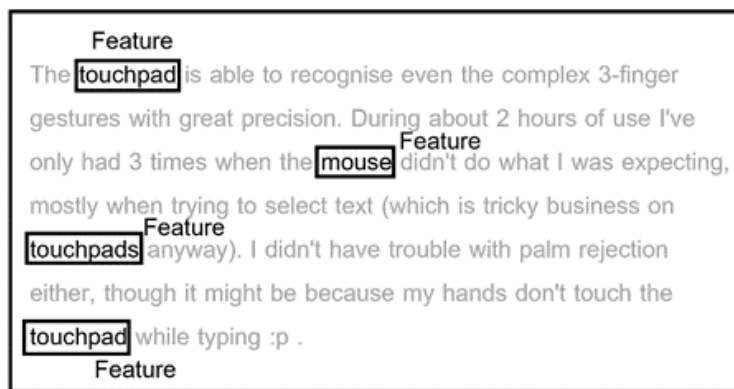 Feature
The touchpad is able to recognise even the complex 3-finger
gestures with great precision. During about 2 hours of use I've
Feature
only had 3 times when the mouse didn't do what I was expecting,
mostly when trying to select text (which is tricky business on
Feature
touchpads anyway). I didn't have trouble with palm rejection
either, though it might be because my hands don't touch the
touchpad while typing :p .
Feature